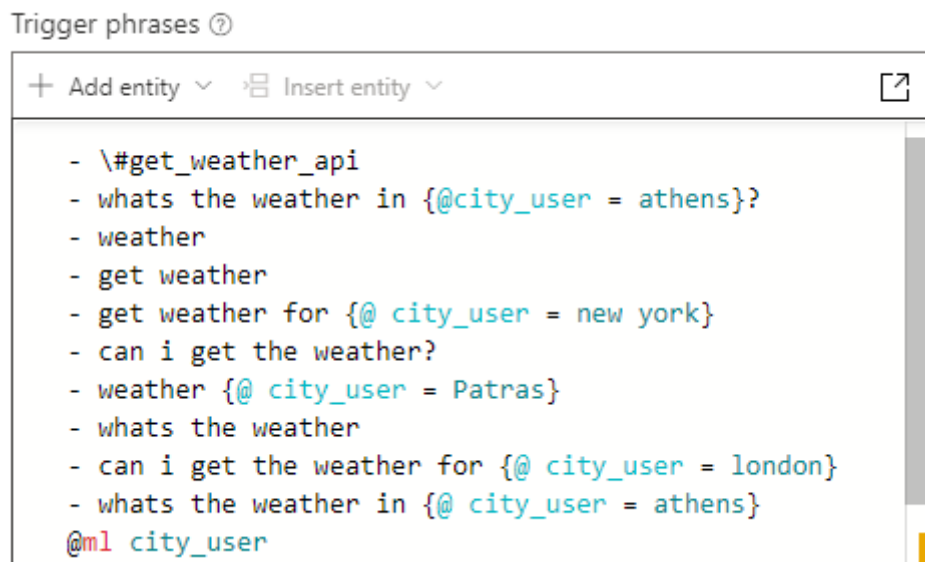 Trigger phrases
Add entity Insert entity
- \#get_weather_api
- whats the weather in {@city_user = athens}?
- weather
- get weather
- get weather for {@ city_user = new york}
- can i get the weather?
- weather {@ city_user = Patras}
- whats the weather
- can i get the weather for {@ city_user = london}
- whats the weather in {@ city_user = athens}
@ml city_user